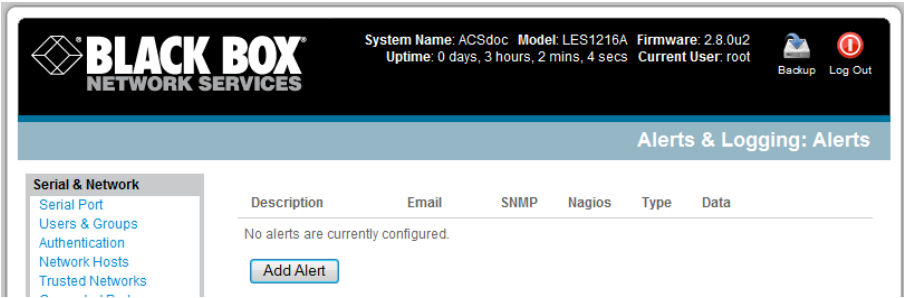 BLACK BOX®
NETWORK SERVICES
System Name: ACSdoc Model: LES1216A Firmware: 2.8.0u2
Uptime: 0 days, 3 hours, 2 mins, 4 secs Current User: root
Backup Log Out
Alerts & Logging: Alerts
Serial & Network
Serial Port
Users & Groups
Authentication
Network Hosts
Trusted Networks
Description Email SNMP Nagios Type Data
No alerts are currently configured.
Add Alert